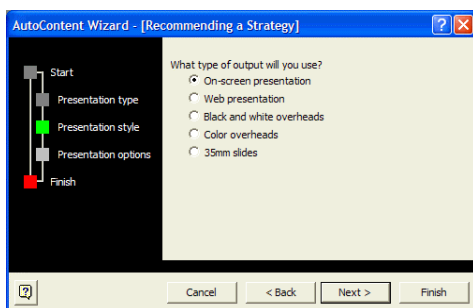 AutoContent Wizard - [Recommending a Strategy]
Start
Presentation type
Presentation style
Presentation options
Finish
What type of output will you use?
On-screen presentation
Web presentation
Black and white overheads
Color overheads
35mm slides
Cancel
< Back
Next >
Finish